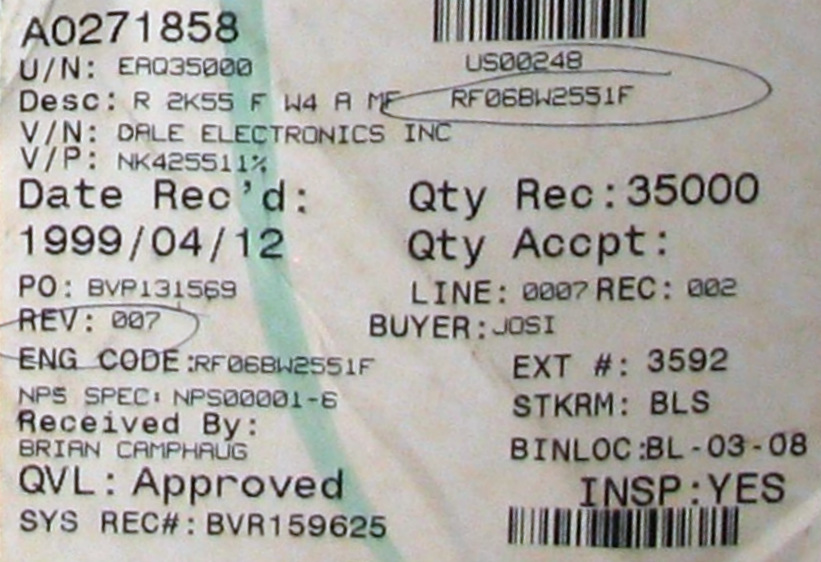 A0271858
U/N: EAQ35000 US00248
Desc: R 2K55 F W4 A MF RF06BW2551F
V/N: DALE ELECTRONICS INC
V/P: NK425511%
Date Rec'd: Qty Rec:35000
1999/04/12 Qty Accpt:
PO: BVP131569 LINE: 0007 REC: 002
REV: 007 BUYER:JOSI
ENG CODE:RF06BW2551F EXT #: 3592
NPS SPEC: NPS00001-6 STKRM: BLS
Received By:
BRIAN CAMPHAUG BINLOC:BL-03-08
QVL: Approved INSP:YES
SYS REC#: BVR159625